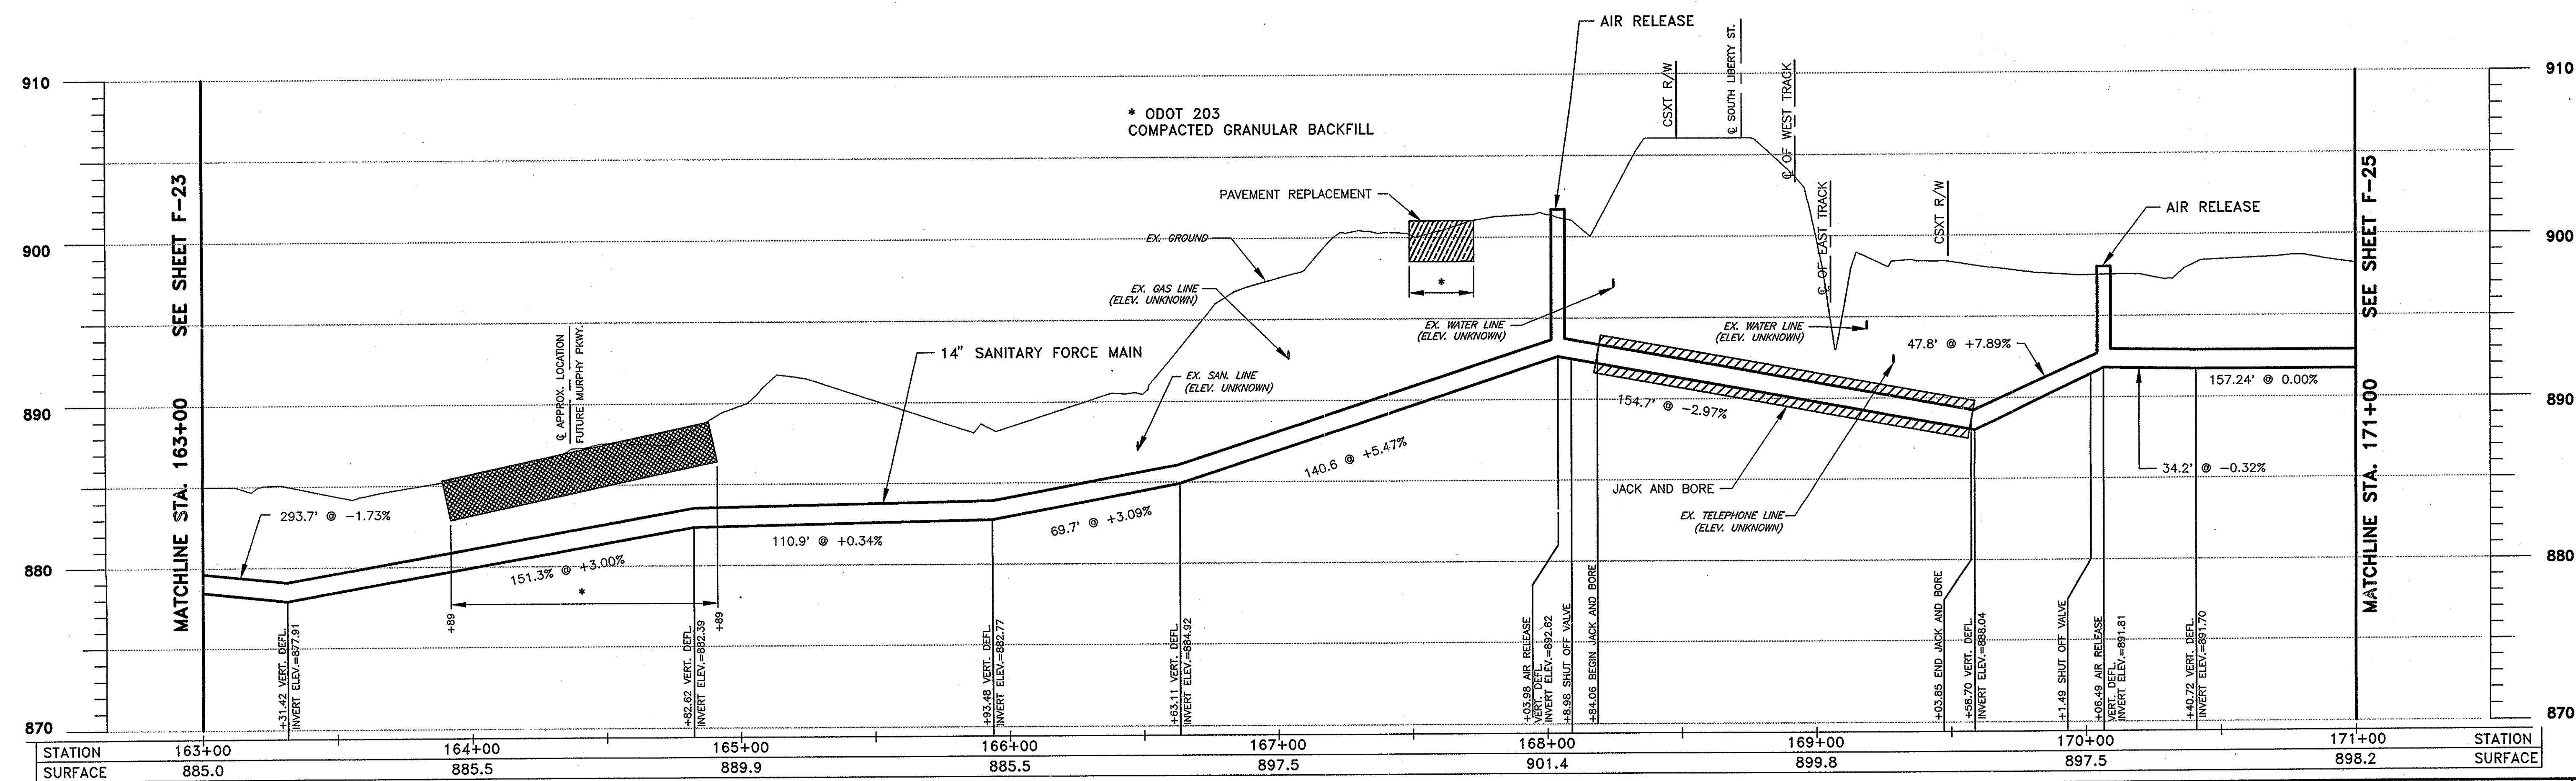 AIR RELEASE
CSXT R/W
℄ SOUTH LIBERTY ST.
℄ OF WEST TRACK
℄ OF EAST TRACK
CSXT R/W
910
910
* ODOT 203
COMPACTED GRANULAR BACKFILL
PAVEMENT REPLACEMENT
*
AIR RELEASE
EX. GROUND
900
900
MATCHLINE STA. 163+00 SEE SHEET F-23
MATCHLINE STA. 171+00 SEE SHEET F-25
EX. GAS LINE
(ELEV. UNKNOWN)
EX. WATER LINE
(ELEV. UNKNOWN)
EX. WATER LINE
(ELEV. UNKNOWN)
47.8' @ +7.89%
℄ APPROX. LOCATION
FUTURE MURPHY PKWY.
14" SANITARY FORCE MAIN
EX. SAN. LINE
(ELEV. UNKNOWN)
157.24' @ 0.00%
890
890
154.7' @ -2.97%
140.6 @ +5.47%
34.2' @ -0.32%
JACK AND BORE
EX. TELEPHONE LINE
(ELEV. UNKNOWN)
293.7' @ -1.73%
69.7' @ +3.09%
110.9' @ +0.34%
151.3% @ +3.00%
*
880
880
+89
+89
+31.42 VERT. DEFL.
INVERT ELEV.=877.91
+82.62 VERT. DEFL.
INVERT ELEV.=882.39
+93.48 VERT. DEFL.
INVERT ELEV.=882.77
+63.11 VERT. DEFL.
INVERT ELEV.=884.92
+03.98 AIR RELEASE
VERT. DEFL.
INVERT ELEV.=892.62
+8.98 SHUT OFF VALVE
+84.06 BEGIN JACK AND BORE
+03.85 END JACK AND BORE
+58.70 VERT. DEFL.
INVERT ELEV.=888.04
+1.49 SHUT OFF VALVE
+06.49 AIR RELEASE
VERT. DEFL.
INVERT ELEV.=891.81
+40.72 VERT. DEFL.
INVERT ELEV.=891.70
870
870
STATION 163+00 164+00 165+00 166+00 167+00 168+00 169+00 170+00 171+00 STATION
SURFACE 885.0 885.5 889.9 885.5 897.5 901.4 899.8 897.5 898.2 SURFACE